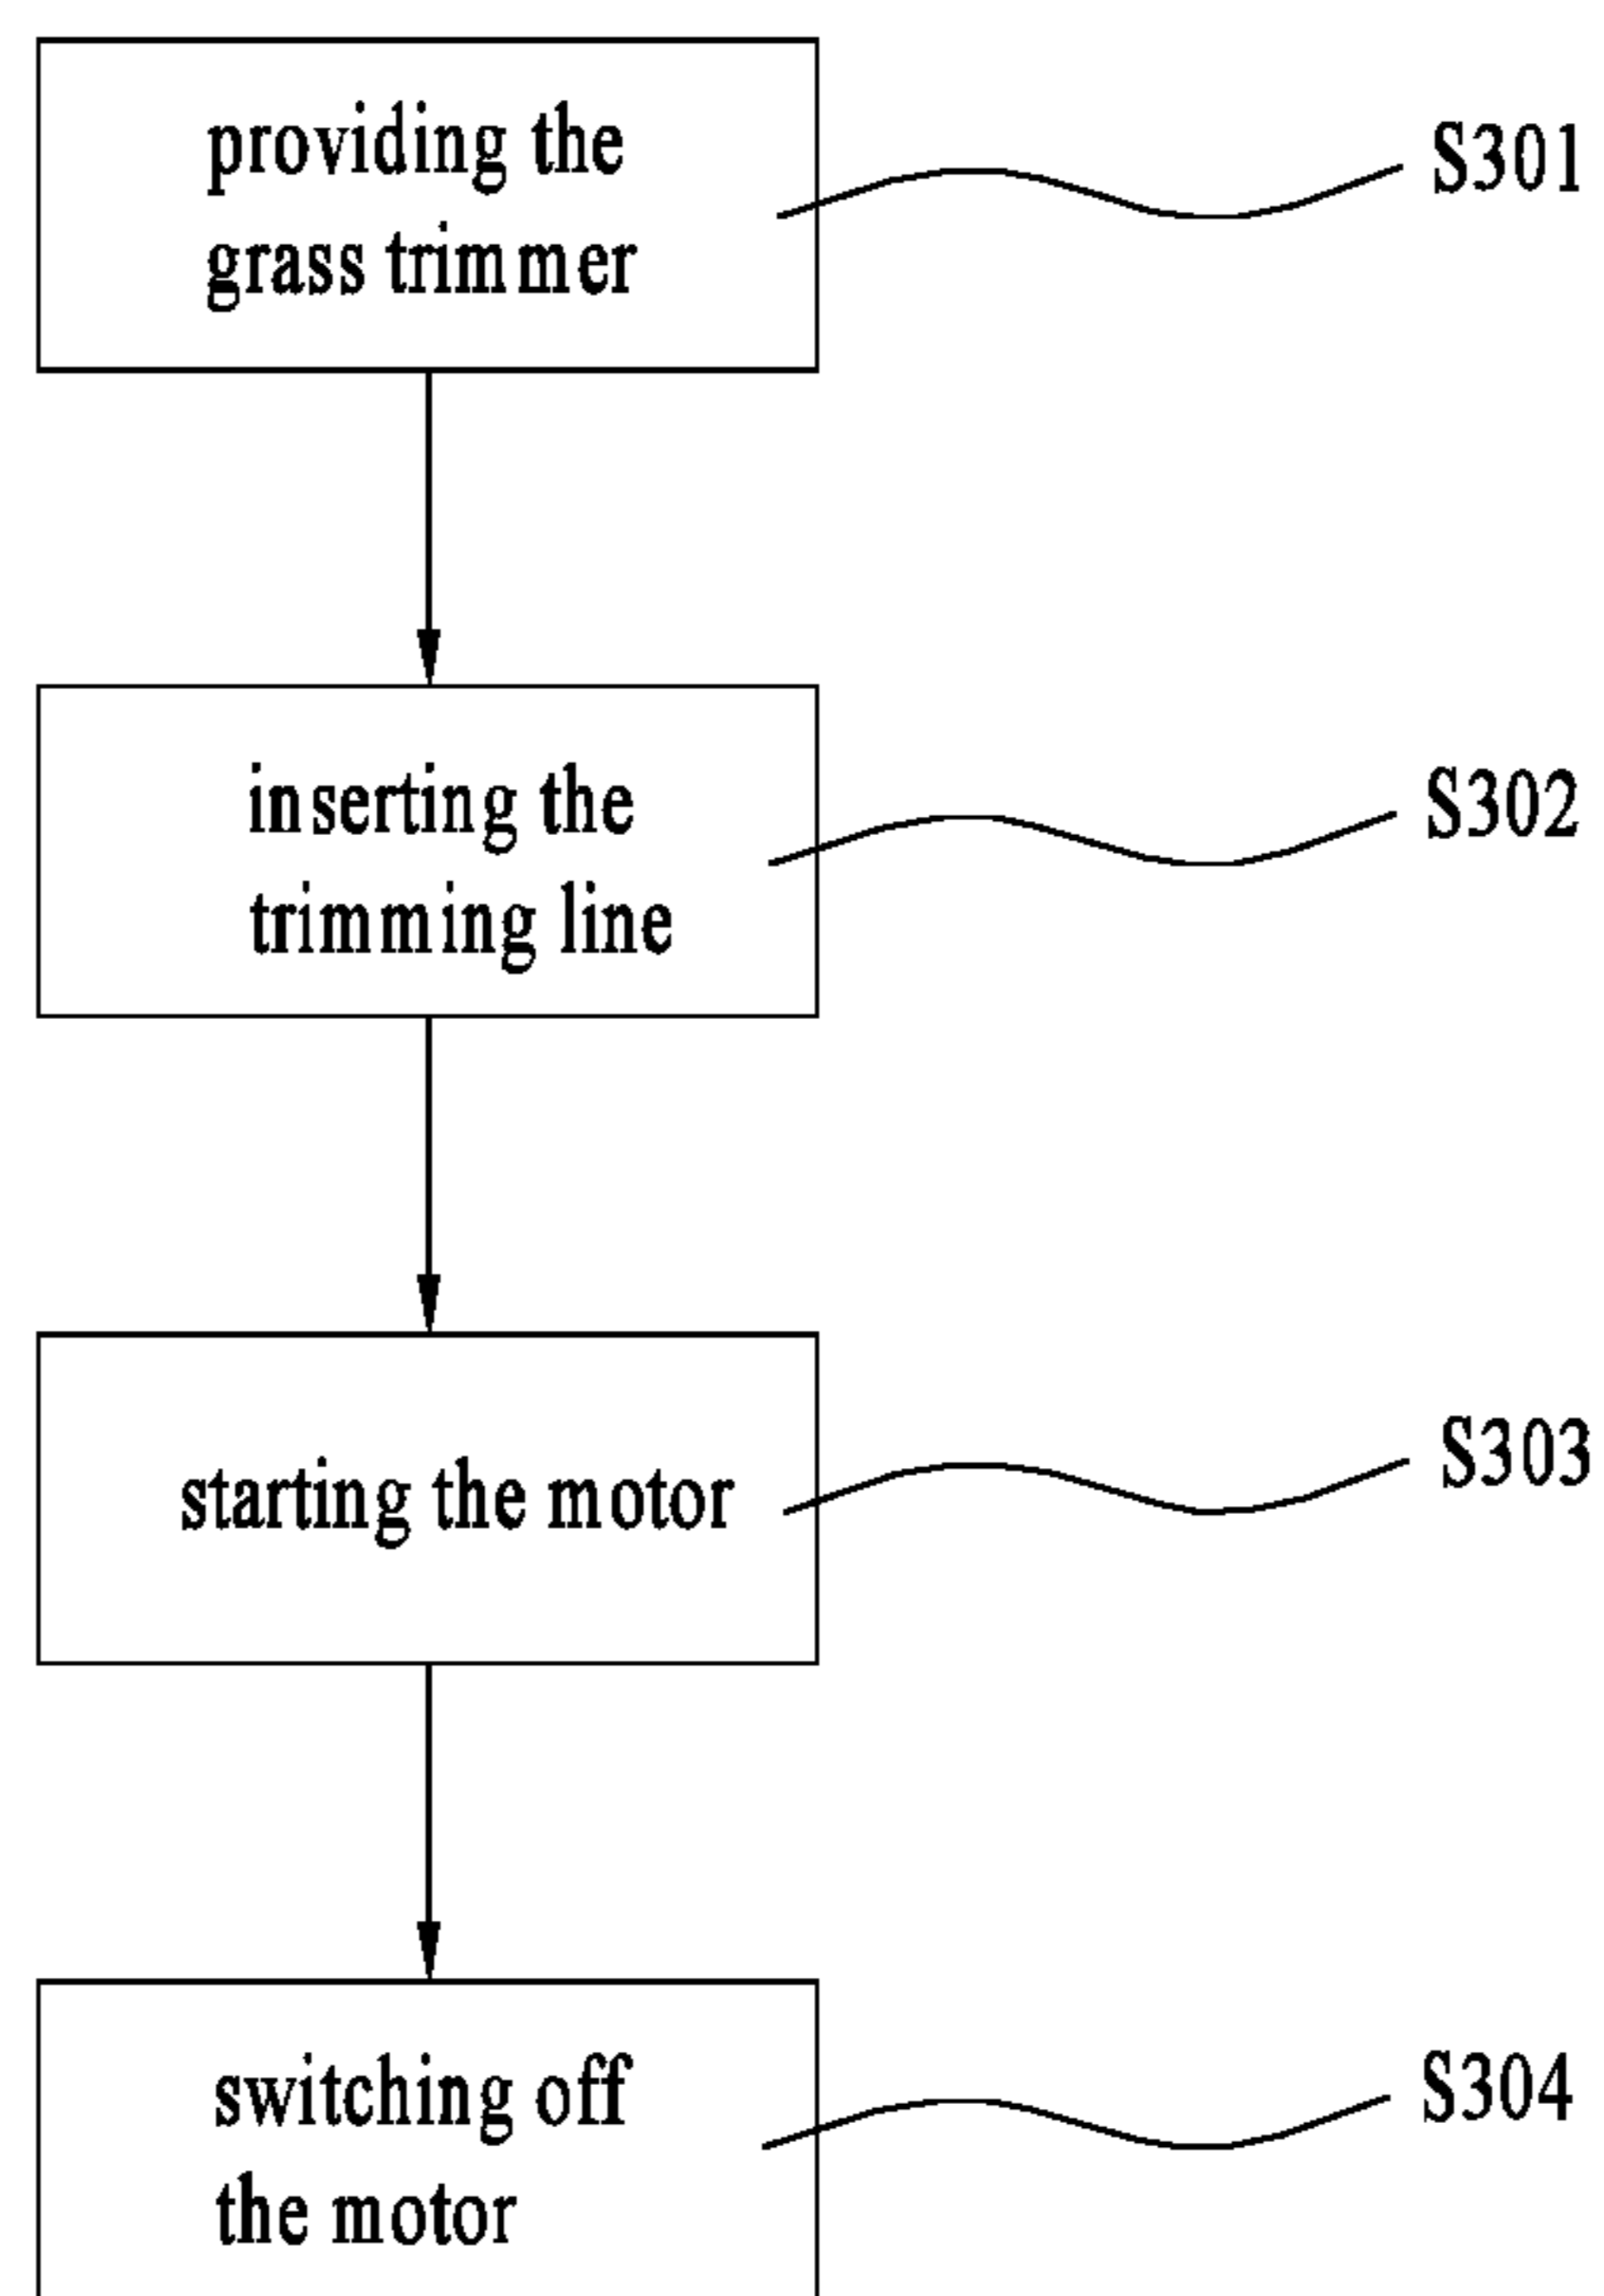 providing the
grass trimmer
S301
inserting the
trimming line
S302
starting the motor
S303
switching off
the motor
S304